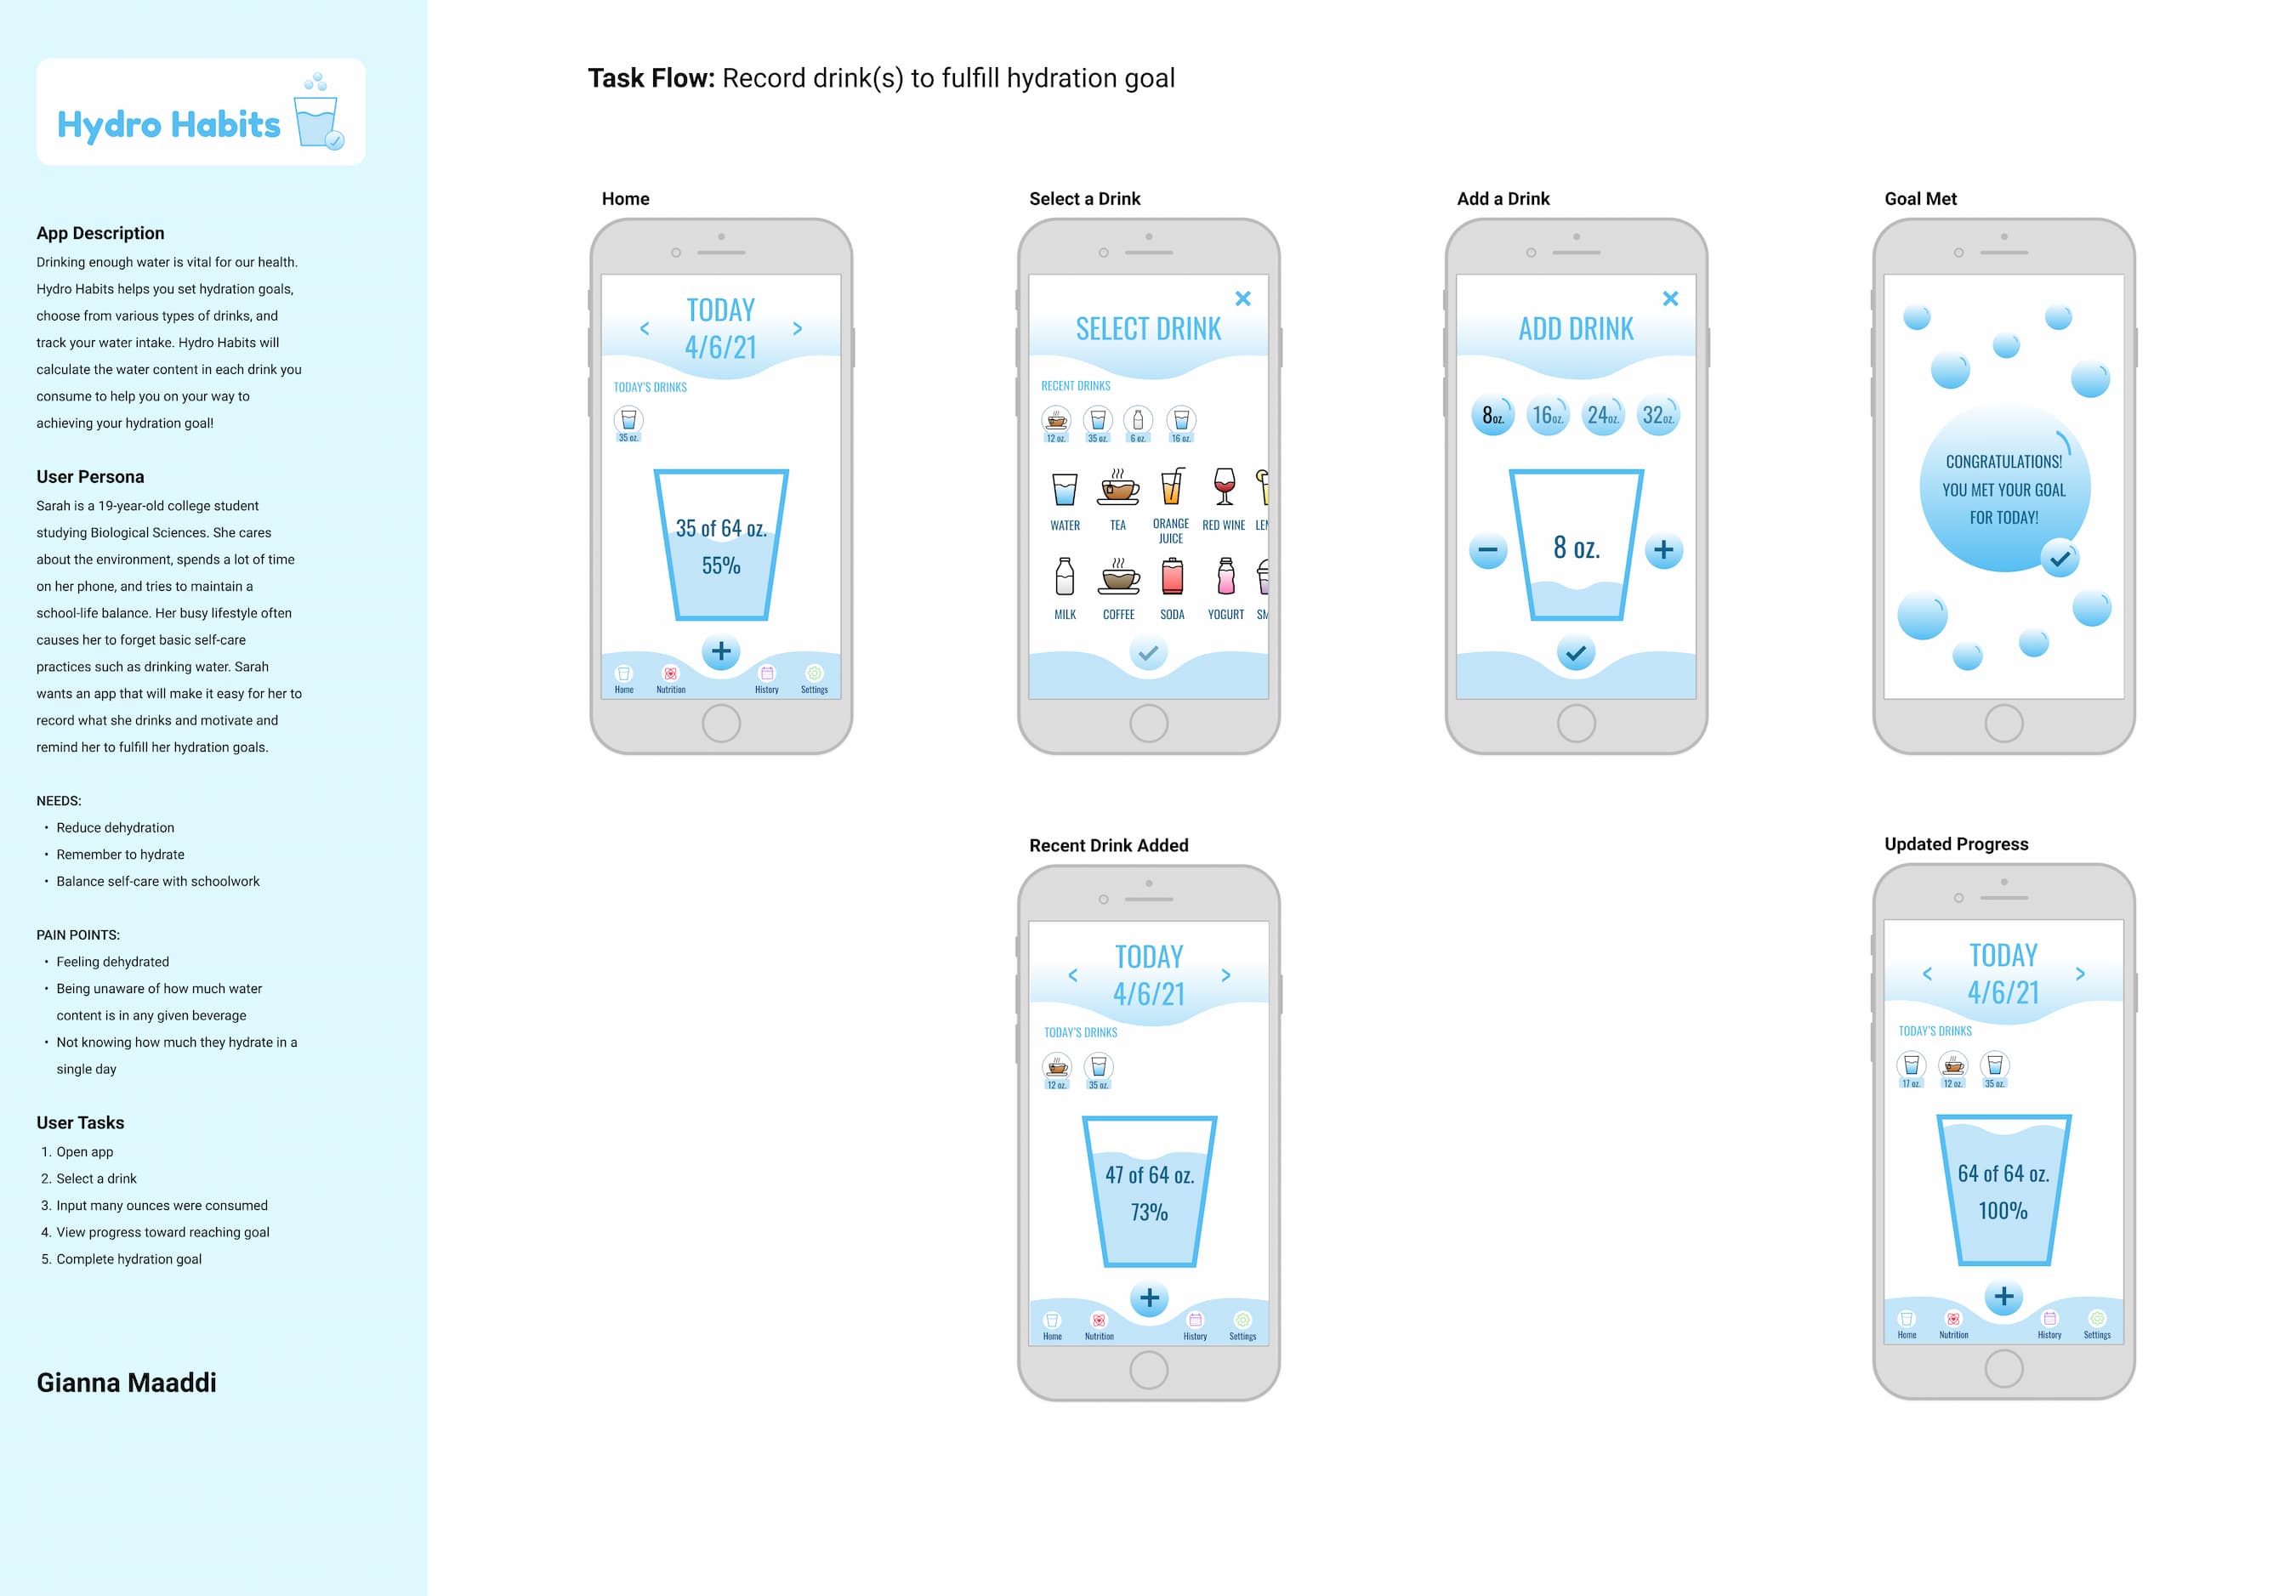 Hydro Habits
App Description
Drinking enough water is vital for our health.
Hydro Habits helps you set hydration goals,
choose from various types of drinks, and
track your water intake. Hydro Habits will
calculate the water content in each drink you
consume to help you on your way to
achieving your hydration goal!
User Persona
Sarah is a 19-year-old college student
studying Biological Sciences. She cares
about the environment, spends a lot of time
on her phone, and tries to maintain a
school-life balance. Her busy lifestyle often
causes her to forget basic self-care
practices such as drinking water. Sarah
wants an app that will make it easy for her to
record what she drinks and motivate and
remind her to fulfill her hydration goals.
NEEDS:
• Reduce dehydration
• Remember to hydrate
• Balance self-care with schoolwork
PAIN POINTS:
• Feeling dehydrated
• Being unaware of how much water
content is in any given beverage
• Not knowing how much they hydrate in a
single day
User Tasks
1. Open app
2. Select a drink
3. Input many ounces were consumed
4. View progress toward reaching goal
5. Complete hydration goal
Gianna Maaddi
Task Flow: Record drink(s) to fulfill hydration goal
Home
< TODAY >
4/6/21
TODAY'S DRINKS
35 oz.
35 of 64 oz.
55%
+
Home Nutrition History Settings
Select a Drink
SELECT DRINK
RECENT DRINKS
12 oz. 35 oz. 6 oz. 16 oz.
WATER TEA ORANGE JUICE RED WINE LEM
MILK COFFEE SODA YOGURT SM
Add a Drink
ADD DRINK
8oz. 16oz. 24oz. 32oz.
− 8 oz. +
Goal Met
CONGRATULATIONS!
YOU MET YOUR GOAL
FOR TODAY!
Recent Drink Added
< TODAY >
4/6/21
TODAY'S DRINKS
12 oz. 35 oz.
47 of 64 oz.
73%
+
Home Nutrition History Settings
Updated Progress
< TODAY >
4/6/21
TODAY'S DRINKS
17 oz. 12 oz. 35 oz.
64 of 64 oz.
100%
+
Home Nutrition History Settings